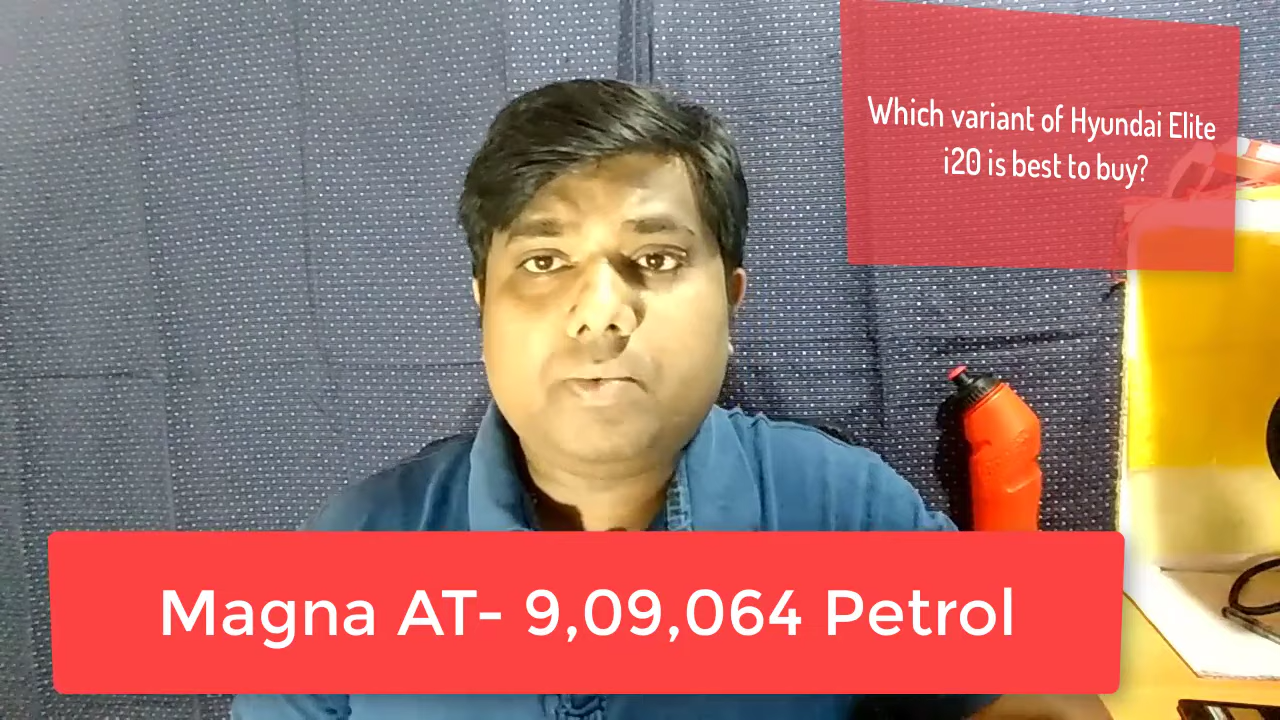 Which variant of Hyundai Elite
i20 is best to buy?
Magna AT- 9,09,064 Petrol